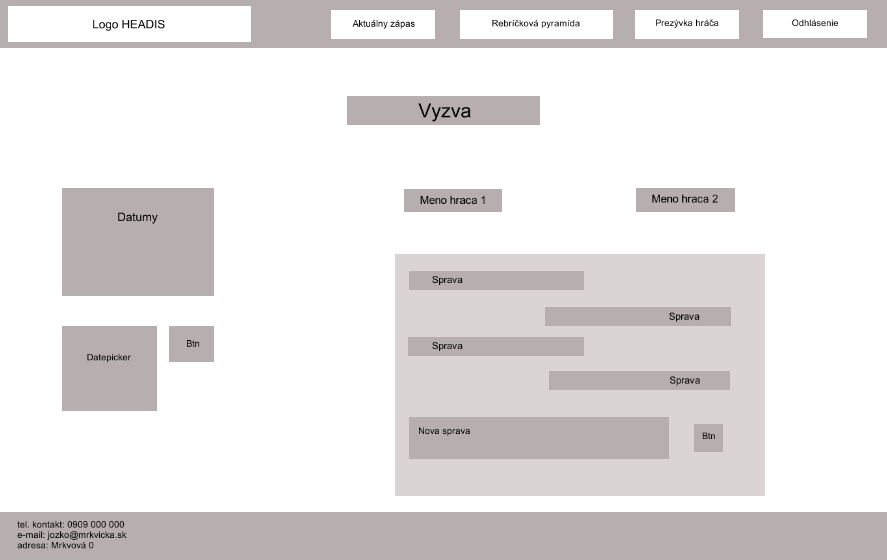 Logo HEADIS
Aktuálny zápas
Rebríčková pyramída
Prezývka hráča
Odhlásenie
Vyzva
Datumy
Meno hraca 1
Meno hraca 2
Sprava
Sprava
Sprava
Sprava
Datepicker
Btn
Nova sprava
Btn
tel. kontakt: 0909 000 000
e-mail: jozko@mrkvicka.sk
adresa: Mrkvová 0